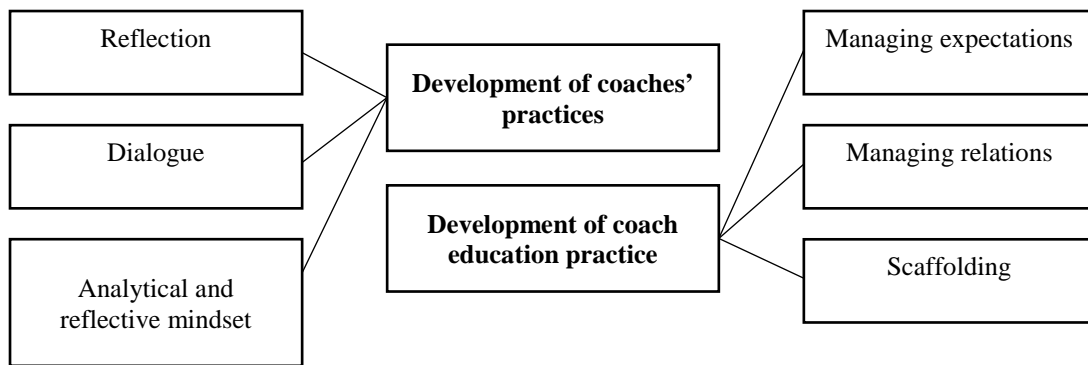 Reflection
Dialogue
Analytical and
reflective mindset
Development of coaches’
practices
Development of coach
education practice
Managing expectations
Managing relations
Scaffolding